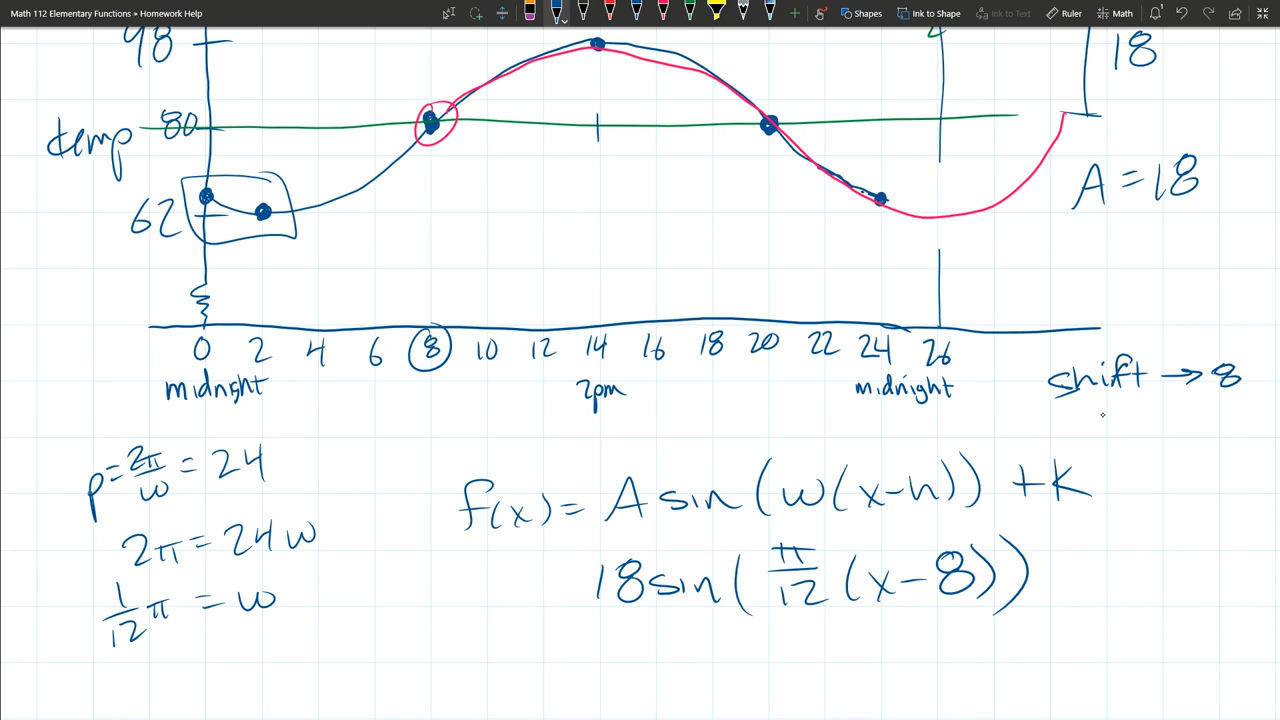 Math 112 Elementary Functions » Homework Help
Shapes Ink to Shape Ink to Text Ruler Math
98
4
18
temp
80
A = 18
62
0 2 4 6 8 10 12 14 16 18 20 22 24 26
midnight 2pm midnight
shift → 8
p = 2π/w = 24
2π = 24w
1/12 π = w
f(x) = A sin(w(x-h)) + K
18 sin(π/12 (x-8))